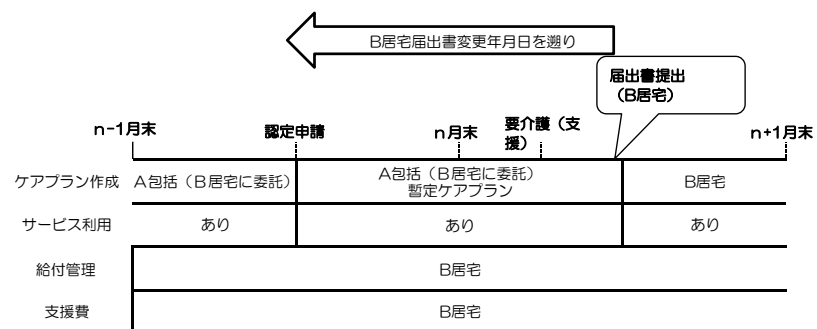 B居宅届出書変更年月日を遡り
届出書提出
（B居宅）
n-1月末
認定申請
n月末
要介護（支
援）
n+1月末
ケアプラン作成
A包括（B居宅に委託）
A包括（B居宅に委託）
暫定ケアプラン
B居宅
サービス利用
あり
あり
あり
給付管理
B居宅
支援費
B居宅